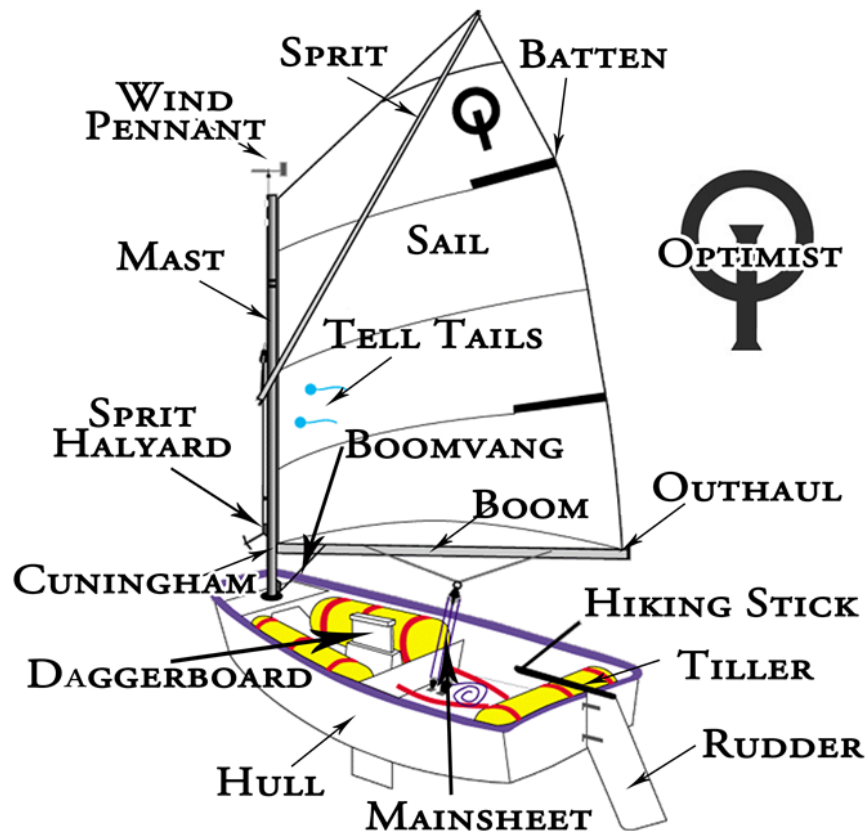 SPRIT
BATTEN
WIND
PENNANT
SAIL
OPTIMIST
MAST
TELL TAILS
SPRIT
HALYARD
BOOMVANG
BOOM
OUTHAUL
CUNINGHAM
HIKING STICK
DAGGERBOARD
TILLER
RUDDER
HULL
MAINSHEET